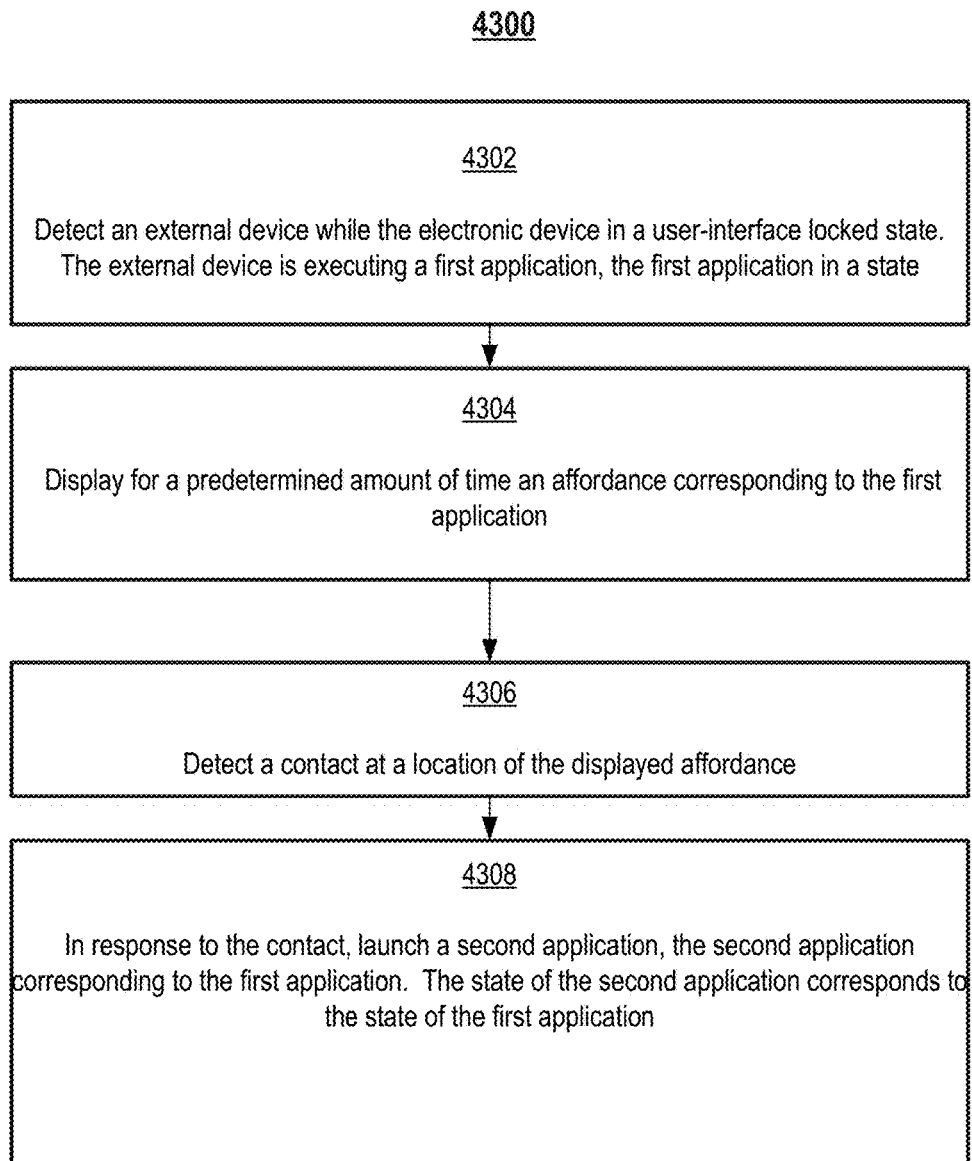 4300
4302
Detect an external device while the electronic device in a user-interface locked state.
The external device is executing a first application, the first application in a state
4304
Display for a predetermined amount of time an affordance corresponding to the first
application
4306
Detect a contact at a location of the displayed affordance
4308
In response to the contact, launch a second application, the second application
corresponding to the first application. The state of the second application corresponds to
the state of the first application